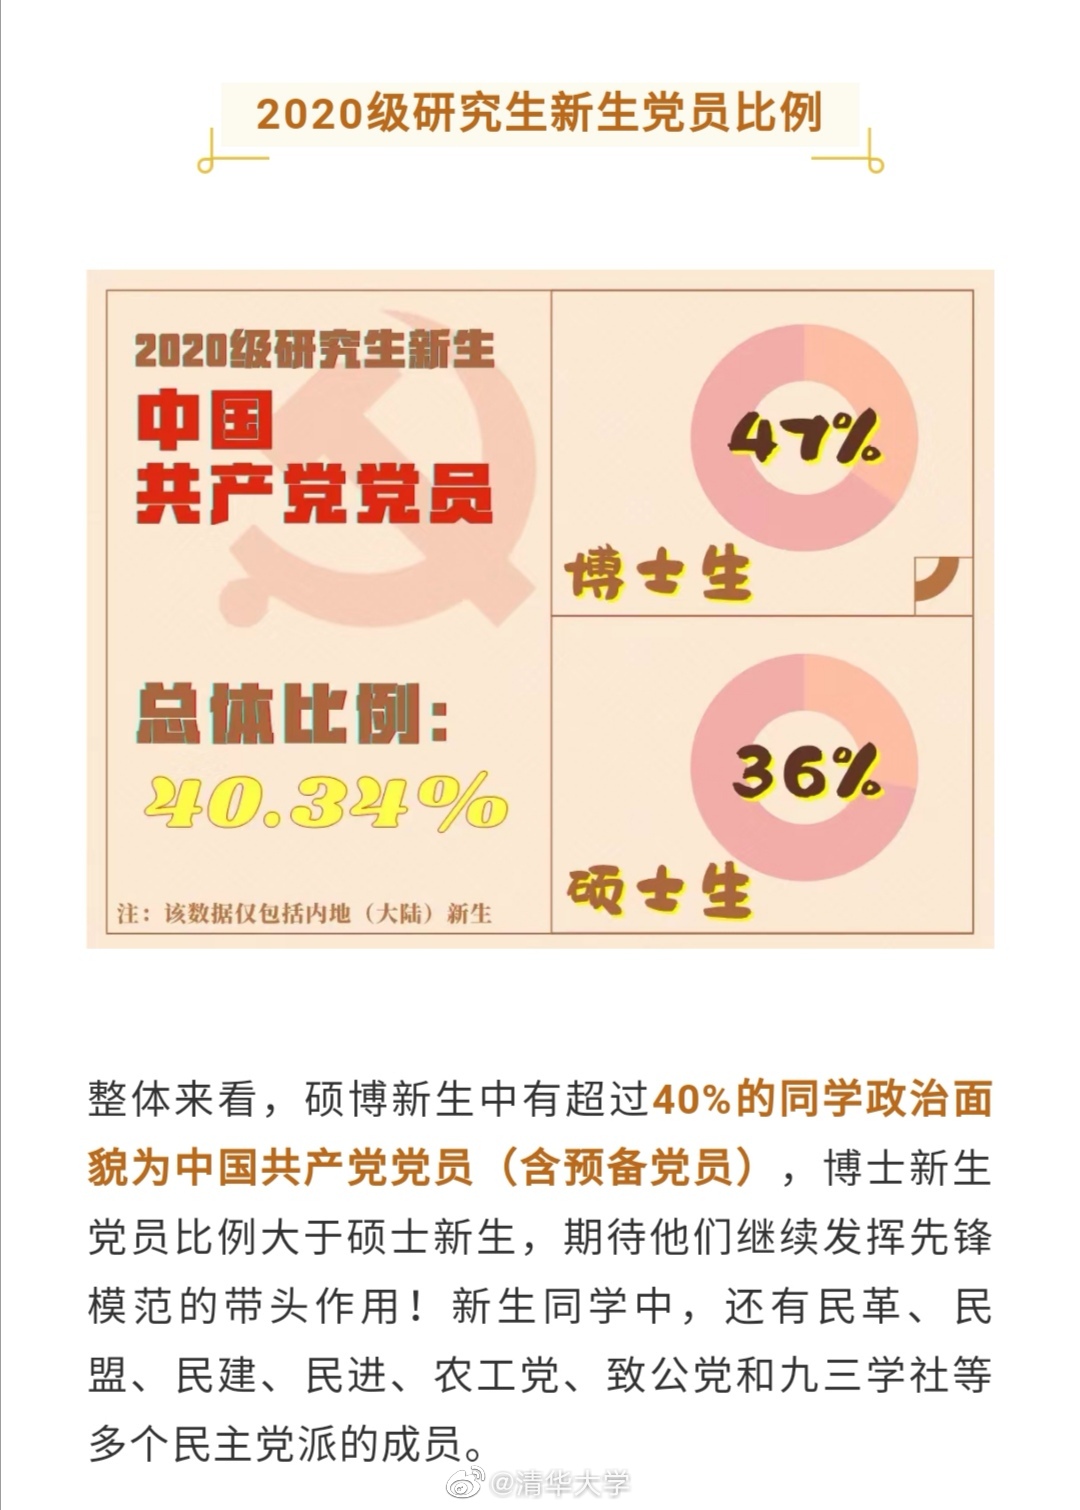 2020级研究生新生党员比例
2020级研究生新生
中国
共产党党员
总体比例：
40.34%
注：该数据仅包括内地（大陆）新生
47%
博士生
36%
硕士生
整体来看，硕博新生中有超过40%的同学政治面
貌为中国共产党党员（含预备党员），博士新生
党员比例大于硕士新生，期待他们继续发挥先锋
模范的带头作用！新生同学中，还有民革、民
盟、民建、民进、农工党、致公党和九三学社等
多个民主党派的成员。
@清华大学